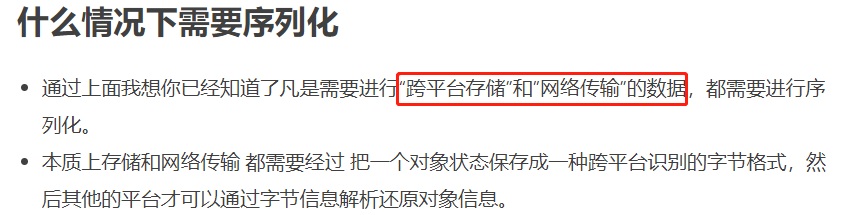 什么情况下需要序列化
通过上面我想你已经知道了凡是需要进行“跨平台存储”和”网络传输”的数据，都需要进行序
列化。
本质上存储和网络传输 都需要经过 把一个对象状态保存成一种跨平台识别的字节格式，然
后其他的平台才可以通过字节信息解析还原对象信息。